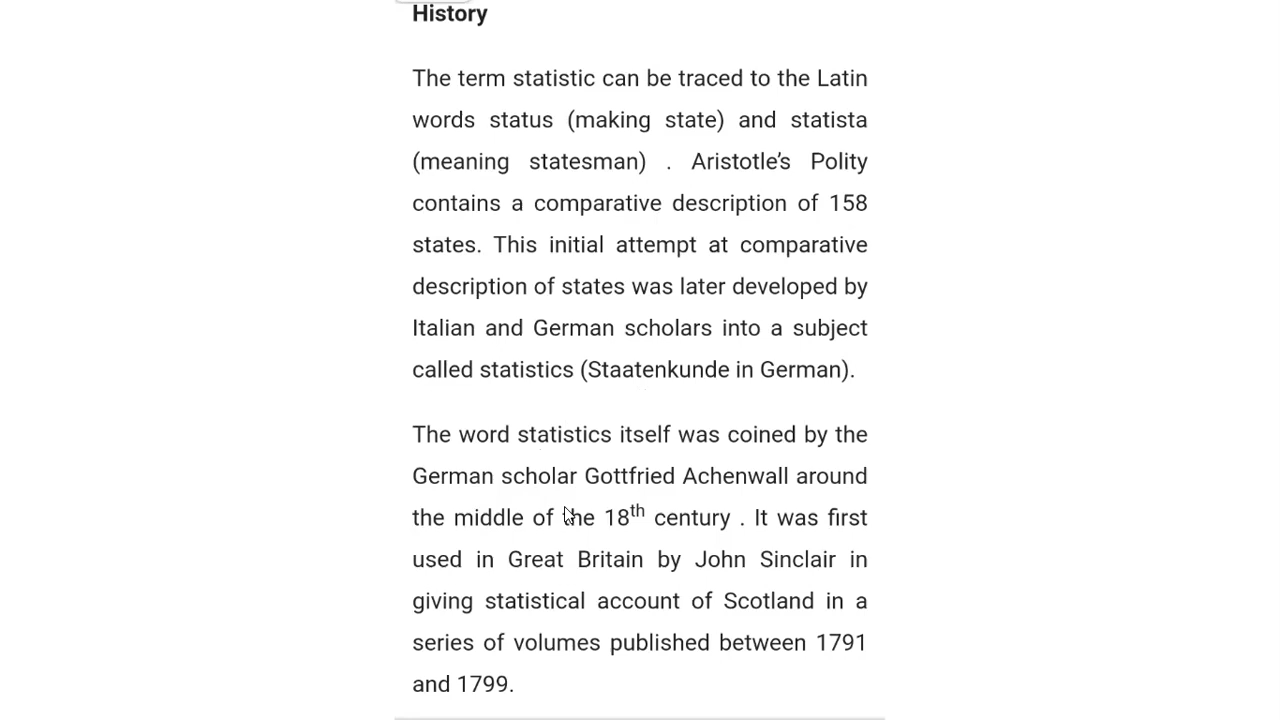 History
The term statistic can be traced to the Latin
words status (making state) and statista
(meaning statesman) . Aristotle's Polity
contains a comparative description of 158
states. This initial attempt at comparative
description of states was later developed by
Italian and German scholars into a subject
called statistics (Staatenkunde in German).
The word statistics itself was coined by the
German scholar Gottfried Achenwall around
the middle of the 18th century . It was first
used in Great Britain by John Sinclair in
giving statistical account of Scotland in a
series of volumes published between 1791
and 1799.